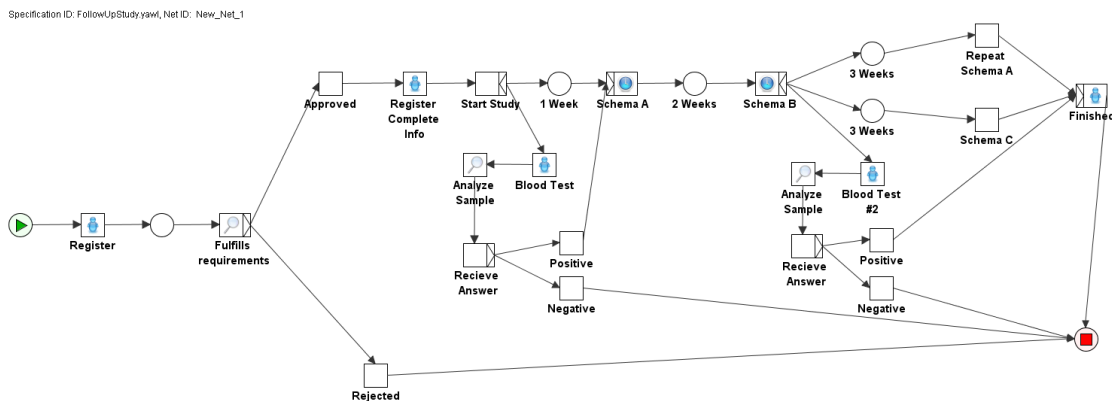 Specification ID: FollowUpStudy.yawl, Net ID: New_Net_1
3 Weeks
Repeat
Schema A
Approved
Register
Complete
Info
Start Study
1 Week
Schema A
2 Weeks
Schema B
3 Weeks
Schema C
Finished
Analyze
Sample
Blood Test
Analyze
Sample
Blood Test
#2
Register
Fulfills
requirements
Recieve
Answer
Positive
Negative
Recieve
Answer
Positive
Negative
Rejected